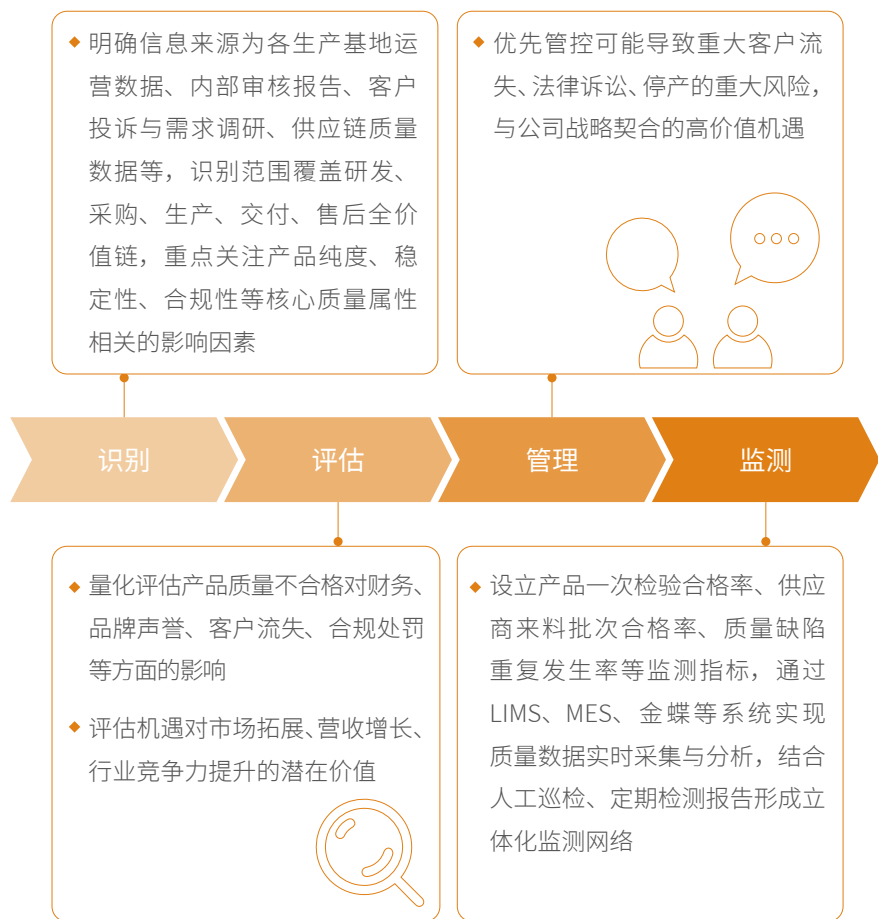 明确信息来源为各生产基地运
营数据、内部审核报告、客户
投诉与需求调研、供应链质量
数据等，识别范围覆盖研发、
采购、生产、交付、售后全价
值链，重点关注产品纯度、稳
定性、合规性等核心质量属性
相关的影响因素
优先管控可能导致重大客户流
失、法律诉讼、停产的重大风险，
与公司战略契合的高价值机遇
识别
评估
管理
监测
量化评估产品质量不合格对财务、
品牌声誉、客户流失、合规处罚
等方面的影响
评估机遇对市场拓展、营收增长、
行业竞争力提升的潜在价值
设立产品一次检验合格率、供应
商来料批次合格率、质量缺陷
重复发生率等监测指标，通过
LIMS、MES、金蝶等系统实现
质量数据实时采集与分析，结合
人工巡检、定期检测报告形成立
体化监测网络